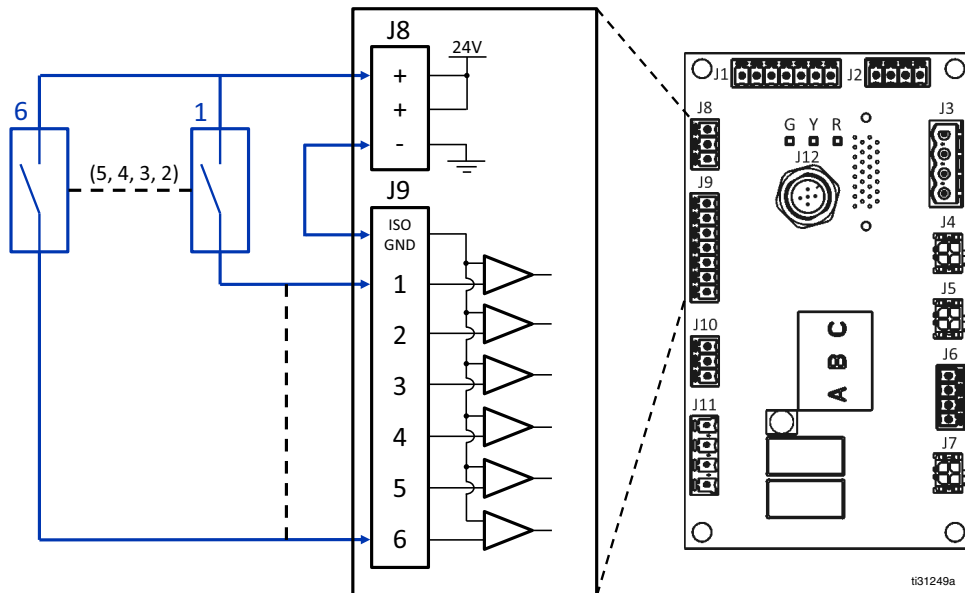 J8
24V
+
+
-
6
1
(5, 4, 3, 2)
J9
ISO
GND
1
2
3
4
5
6
J1
J2
J8
G Y R
J3
J12
J9
J4
J5
J10
A B C
J6
J11
J7
ti31249a